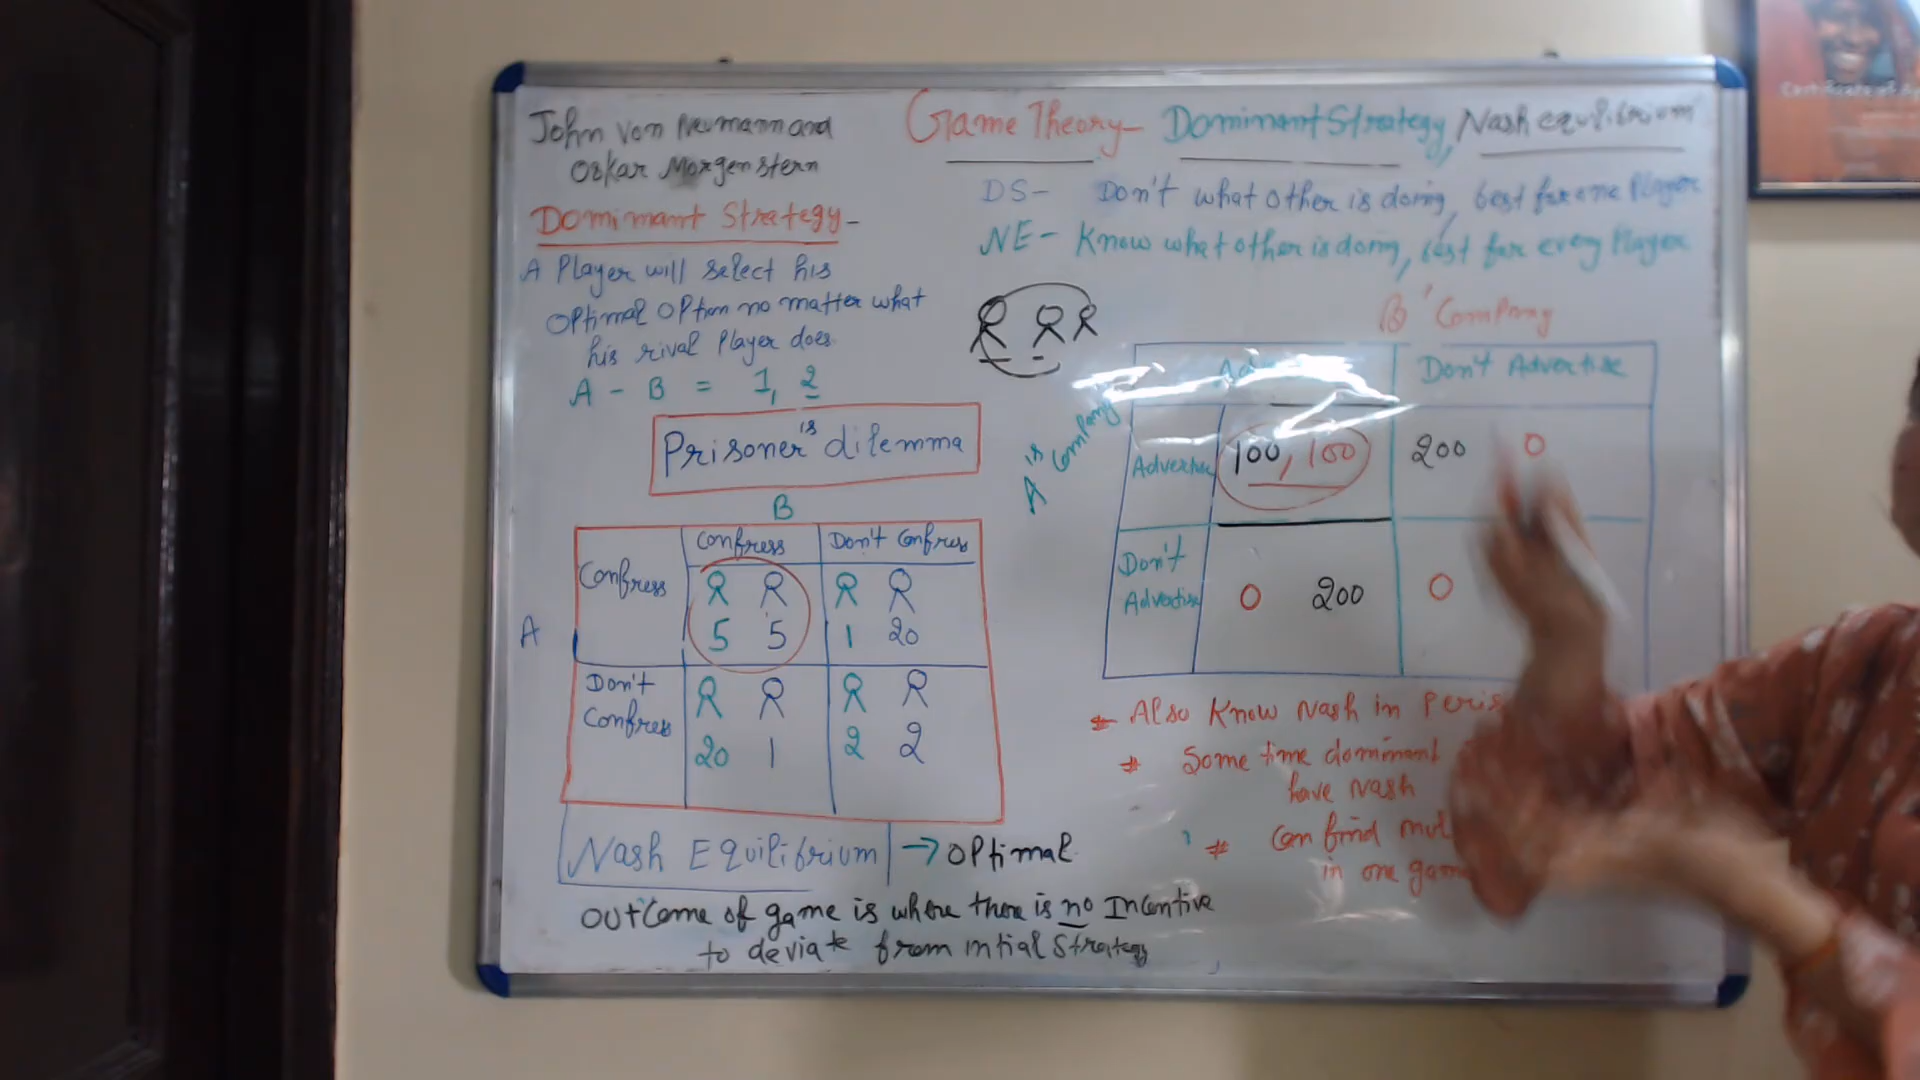 Game Theory- Dominant Strategy, Nash equilibrium
John von Neumann and
Oskar Morgenstern
DS- Don't what other is doing, best for one Player
NE- Know what other is doing, best for every Player
Dominant Strategy-
A Player will select his
optimal option no matter what
his rival Player does.
A - B = 1, 2
Prisoner's dilemma
B
Confress Don't Confress
Confress
5 5 1 20
A
Don't
Confress
20 1 2 2
Nash Equilibrium → optimal
outcome of game is where there is no Incentive
to deviate from intial Strategy
B' Company
A's Company
Don't Advertise
Advertise 100, 100 200 0
Don't
Advertise 0 200 0
* Also Know Nash in
# Some time dominant
have Nash
# Can find
in one